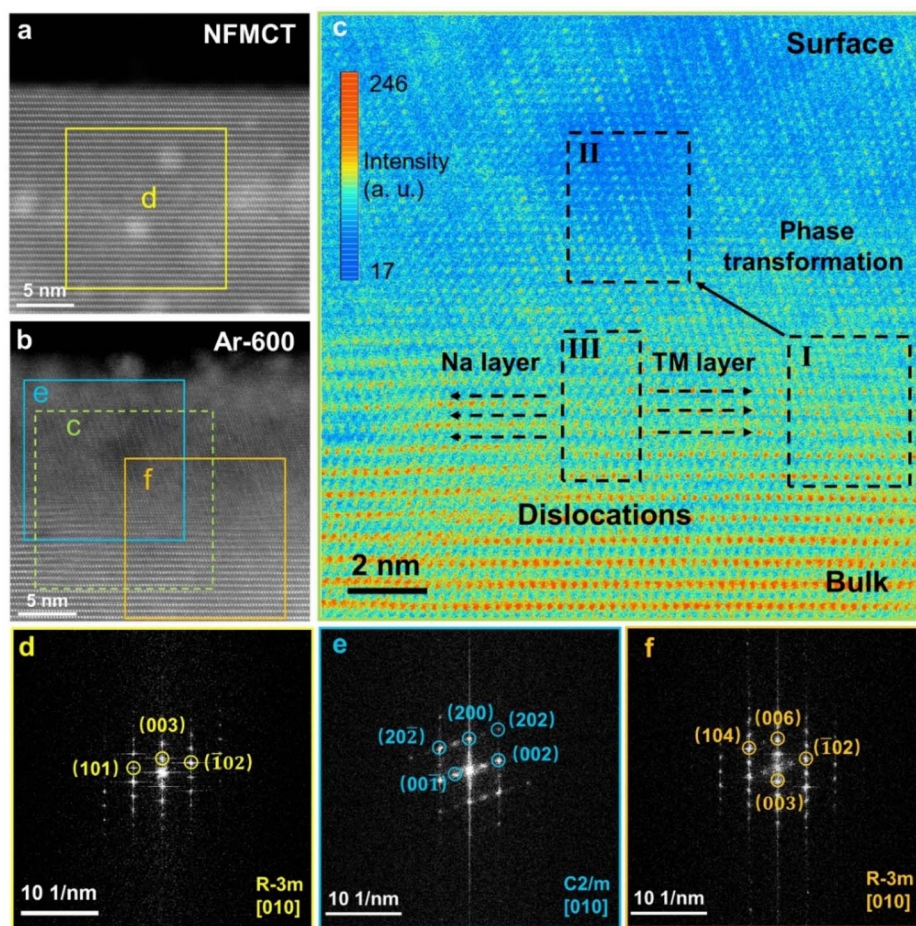 a
NFMCT
d
5 nm
b
Ar-600
e
c
f
5 nm
c
Surface
246
Intensity
(a. u.)
17
II
Phase
transformation
Na layer
III
TM layer
I
Dislocations
2 nm
Bulk
d
(003)
(101)
(1̅02)
10 1/nm
R-3m
[010]
e
(200)
(202)
(202̅)
(002)
(001̅)
10 1/nm
C2/m
[010]
f
(006)
(104)
(1̅02)
(003)
10 1/nm
R-3m
[010]